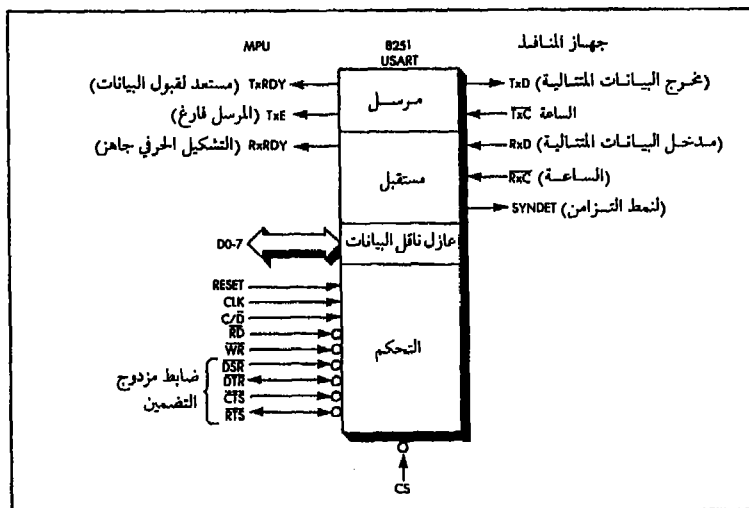 MPU
8251
USART
جهاز المنافذ
TxRDY (مستعد لقبول البيانات)
TxE (المرسل فارغ)
RxRDY (التشكيل الحرفي جاهز)
مرسل
TxD (مخرج البيانات المتتالية)
TxC الساعة
RxD (مدخل البيانات المتتالية)
RxC (الساعة)
SYNDET (لنمط التزامن)
مستقبل
D0-7
عازل ناقل البيانات
RESET
CLK
C/D
RD
WR
DSR
DTR
CTS
RTS
ضابط مزدوج
التضمين
التحكم
CS